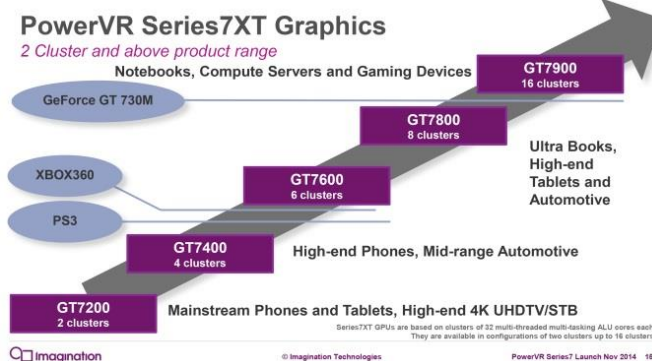 PowerVR Series7XT Graphics
2 Cluster and above product range
Notebooks, Compute Servers and Gaming Devices
GT7900
16 clusters
GeForce GT 730M
GT7800
8 clusters
Ultra Books,
High-end
Tablets and
Automotive
XBOX360
GT7600
6 clusters
PS3
GT7400
4 clusters
High-end Phones, Mid-range Automotive
GT7200
2 clusters
Mainstream Phones and Tablets, High-end 4K UHDTV/STB
Series7XT GPUs are based on clusters of 32 multi-threaded multi-tasking ALU cores each
They are available in configurations of two clusters up to 16 clusters
Imagination
© Imagination Technologies
PowerVR Series7 Launch Nov 2014